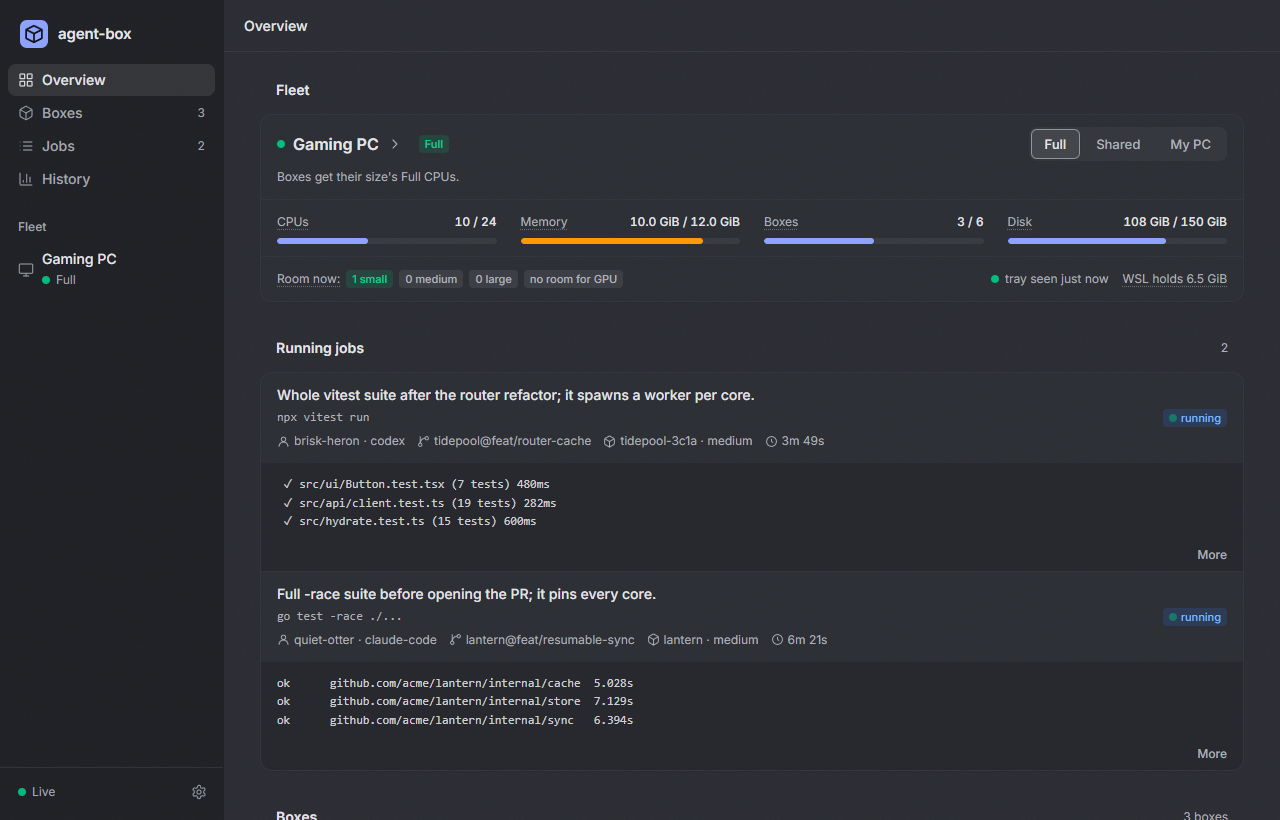 agent-box
Overview
Boxes 3
Jobs 2
History
Fleet
Gaming PC
Full
Live
Overview
Fleet
Gaming PC Full
Full Shared My PC
Boxes get their size's Full CPUs.
CPUs 10 / 24 Memory 10.0 GiB / 12.0 GiB Boxes 3 / 6 Disk 108 GiB / 150 GiB
Room now: 1 small 0 medium 0 large no room for GPU tray seen just now WSL holds 6.5 GiB
Running jobs 2
Whole vitest suite after the router refactor; it spawns a worker per core.
npx vitest run
running
brisk-heron · codex tidepool@feat/router-cache tidepool-3c1a · medium 3m 49s
✓ src/ui/Button.test.tsx (7 tests) 480ms
✓ src/api/client.test.ts (19 tests) 282ms
✓ src/hydrate.test.ts (15 tests) 600ms
More
Full -race suite before opening the PR; it pins every core.
go test -race ./...
running
quiet-otter · claude-code lantern@feat/resumable-sync lantern · medium 6m 21s
ok github.com/acme/lantern/internal/cache 5.028s
ok github.com/acme/lantern/internal/store 7.129s
ok github.com/acme/lantern/internal/sync 6.394s
More
Boxes 3 boxes